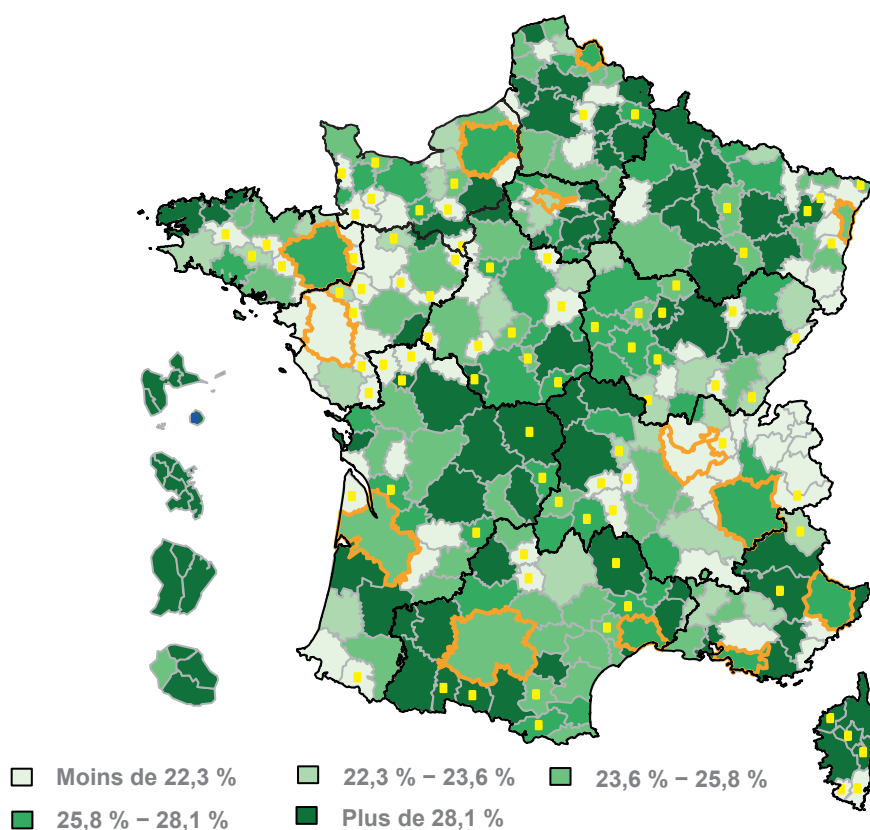 Moins de 22,3 % 22,3 % – 23,6 % 23,6 % – 25,8 %
25,8 % – 28,1 % Plus de 28,1 %